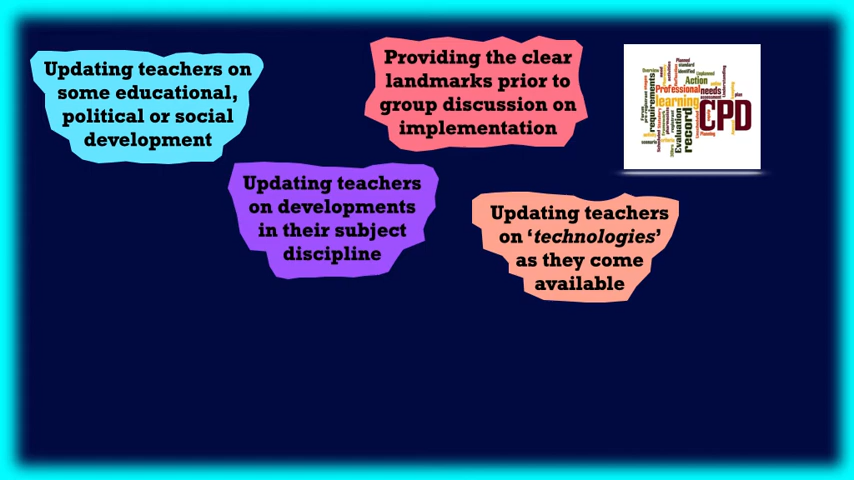 Updating teachers on
some educational,
political or social
development
Providing the clear
landmarks prior to
group discussion on
implementation
Updating teachers
on developments
in their subject
discipline
Updating teachers
on ‘technologies’
as they come
available
Professional
needs
Action
learning
CPD
requirements
Evaluation
record